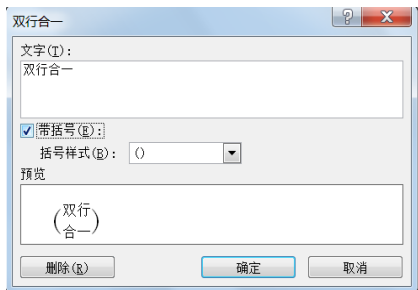 双行合一
文字(T):
双行合一
带括号(E):
括号样式(B): ()
预览
(双行
合一)
删除(R) 确定 取消